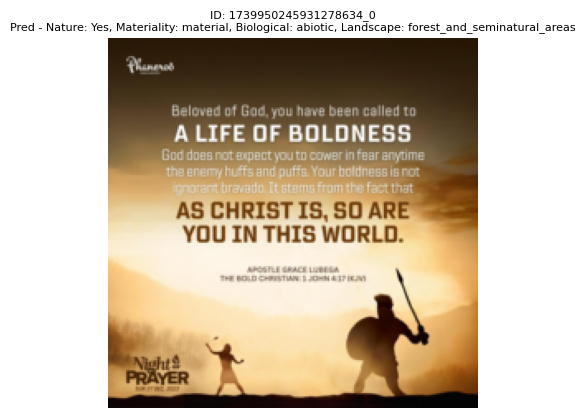 ID: 1739950245931278634_0
Pred - Nature: Yes, Materiality: material, Biological: abiotic, Landscape: forest_and_seminatural_areas
Phaneroo
Beloved of God, you have been called to
A LIFE OF BOLDNESS
God does not expect you to cower in fear anytime
the enemy huffs and puffs. Your boldness is not
ignorant bravado. It stems from the fact that
AS CHRIST IS, SO ARE
YOU IN THIS WORLD.
APOSTLE GRACE LUBEGA
THE BOLD CHRISTIAN: 1 JOHN 4:17 (KJV)
Night of
PRAYER